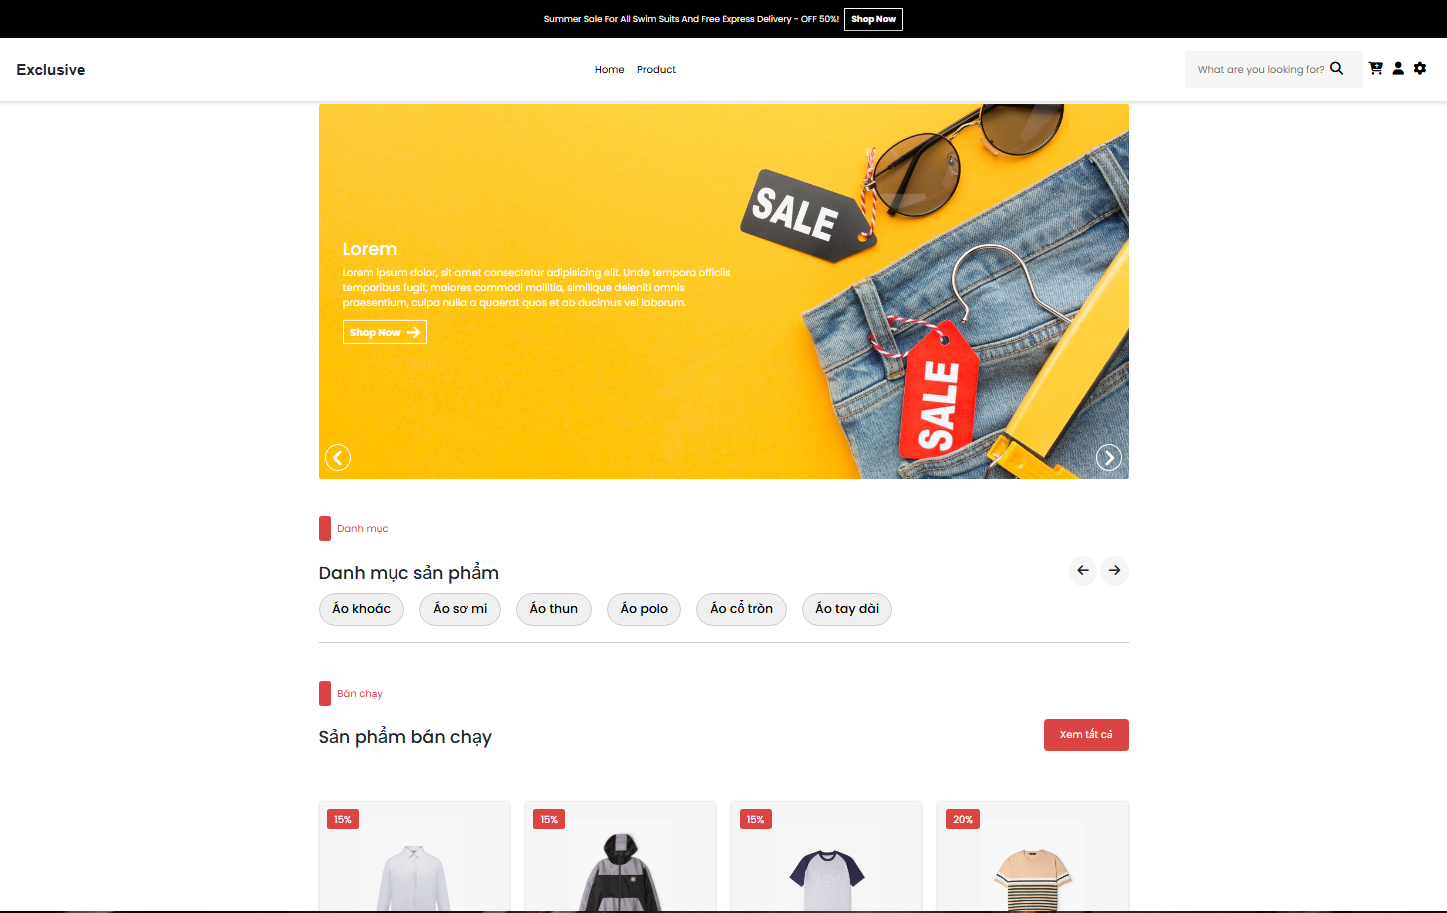 Summer Sale For All Swim Suits And Free Express Delivery - OFF 50%! Shop Now
Exclusive
Home Product
What are you looking for?
SALE
Lorem
Lorem ipsum dolor, sit amet consectetur adipisicing elit. Unde tempora officiis
temporibus fugit, maiores commodi mollitia, similique deleniti omnis
praesentium, culpa nulla a quaerat quos et ab ducimus vel laborum.
Shop Now
SALE
Danh mục
Danh mục sản phẩm
Áo khoác Áo sơ mi Áo thun Áo polo Áo cổ tròn Áo tay dài
Bán chạy
Sản phẩm bán chạy
Xem tất cả
15% 15% 15% 20%